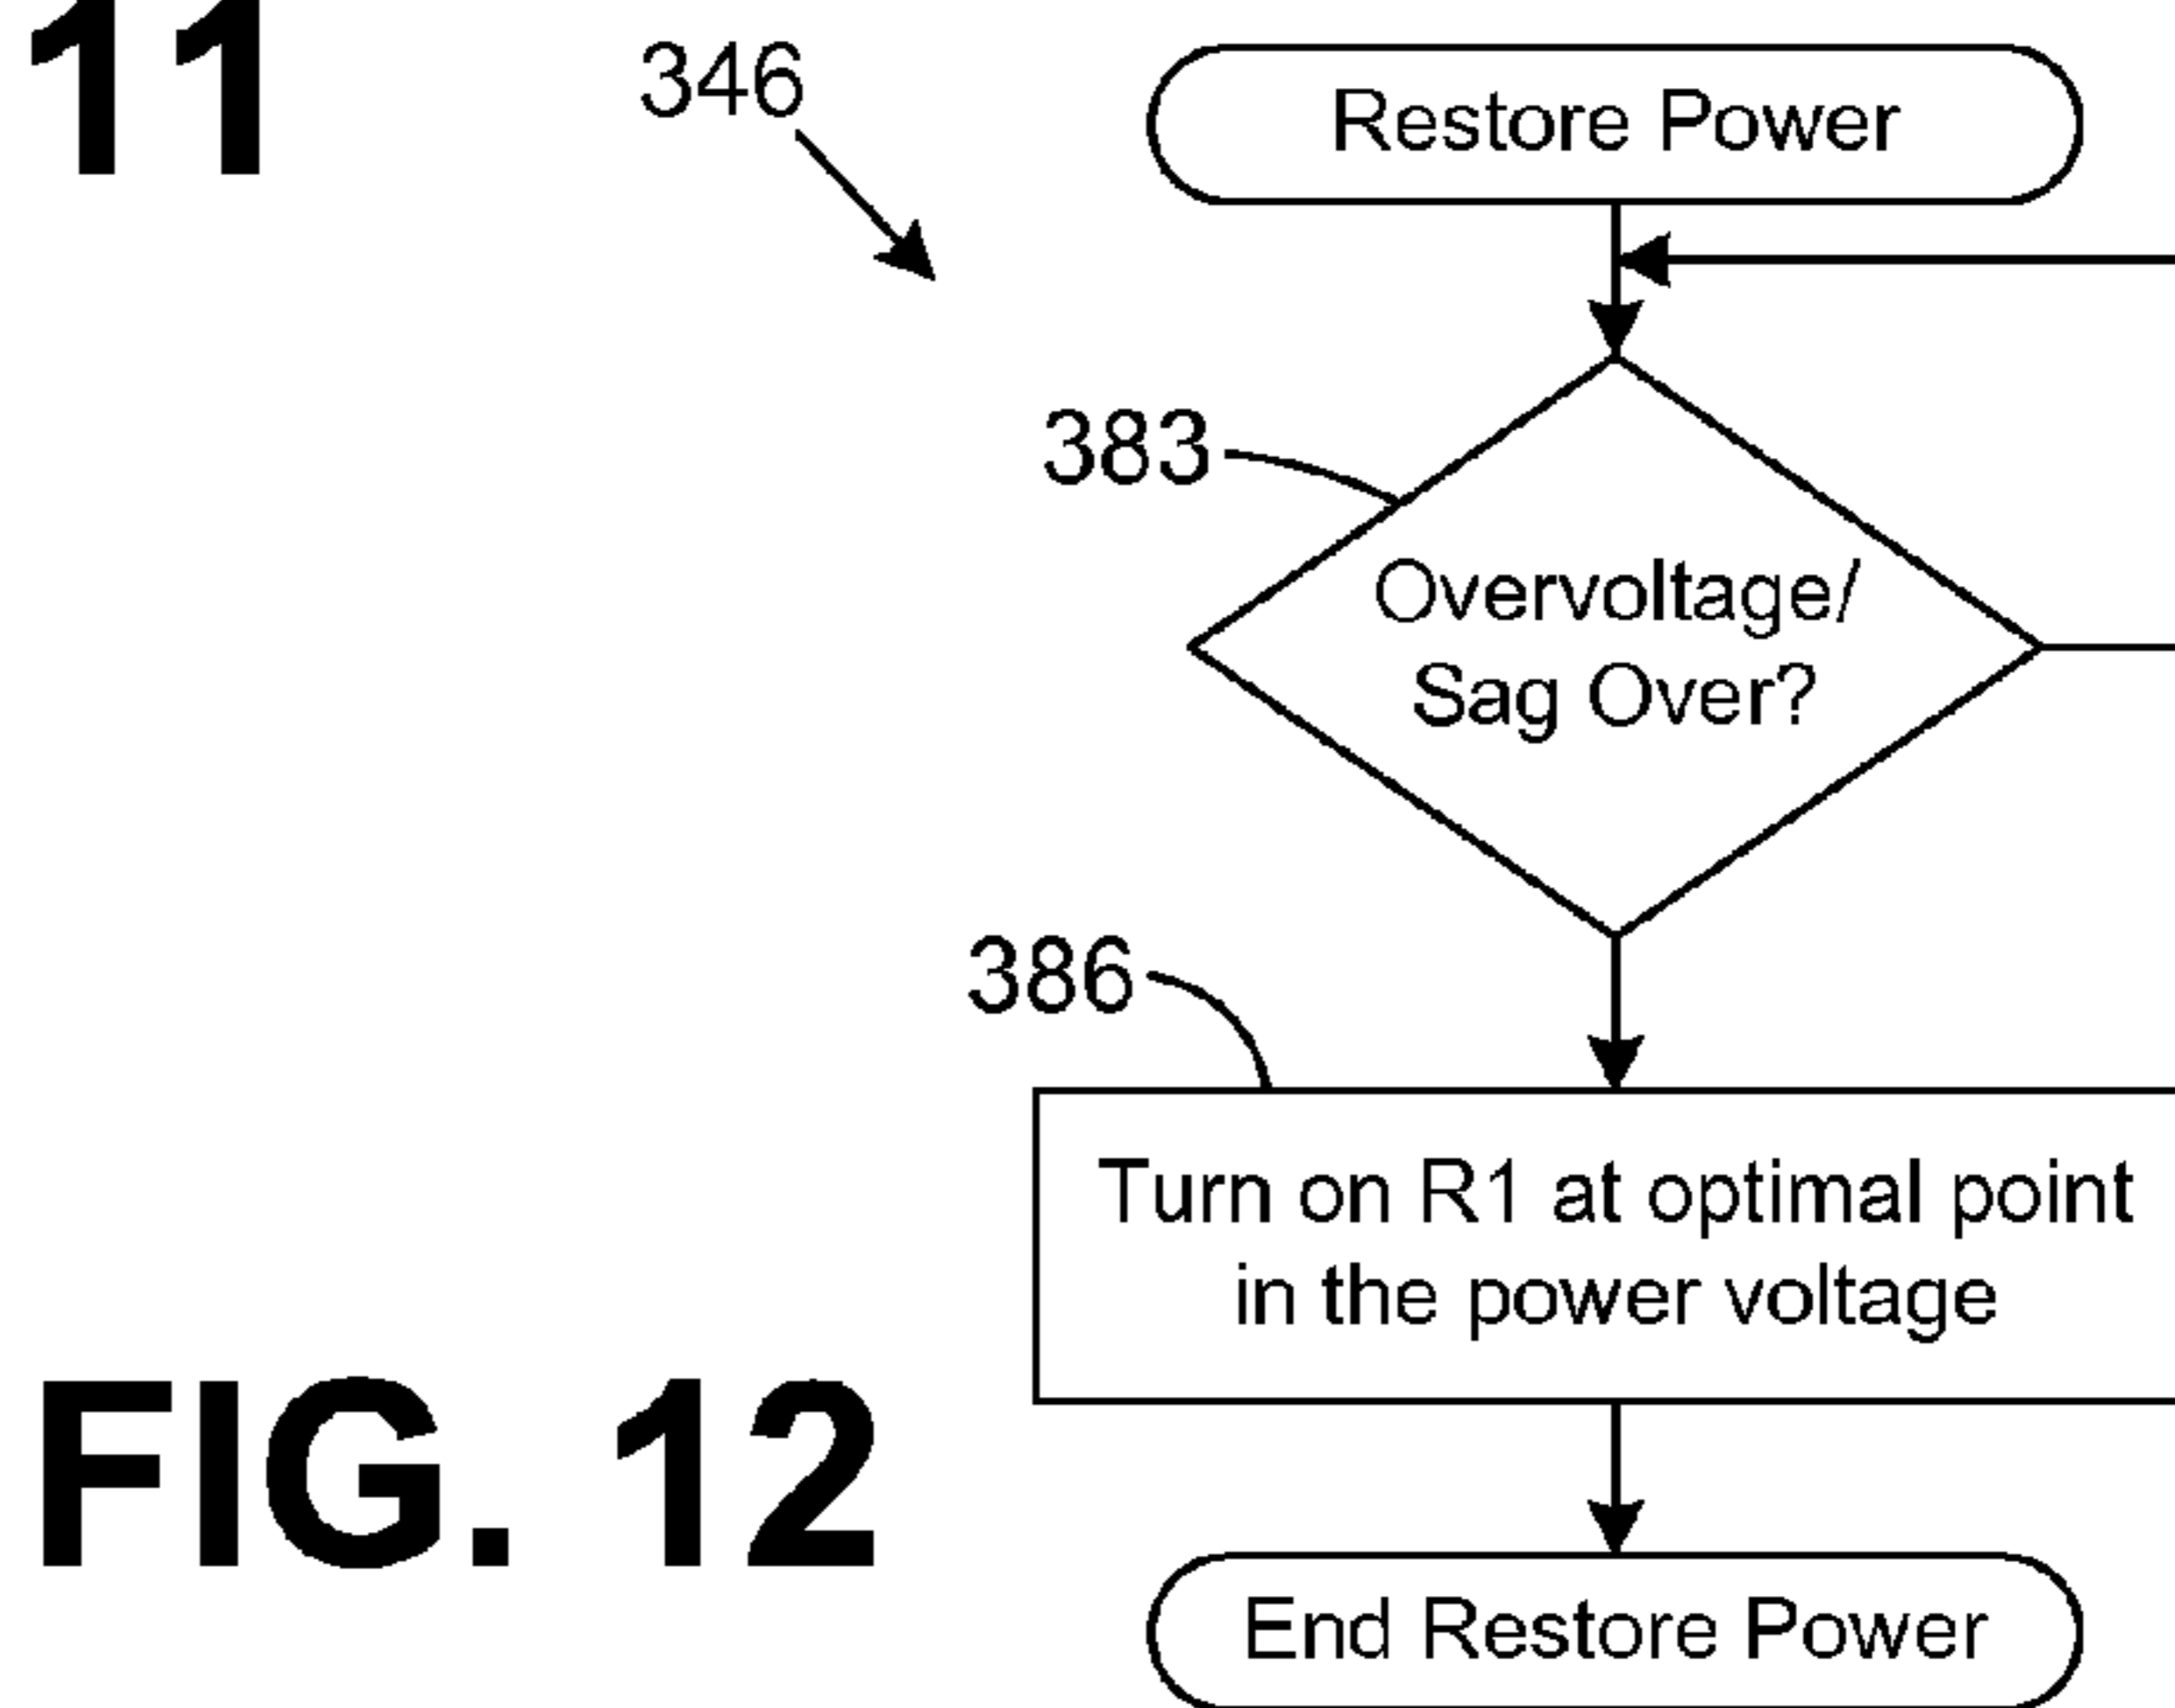 11
346
Restore Power
383
Overvoltage/
Sag Over?
386
Turn on R1 at optimal point
in the power voltage
FIG. 12
End Restore Power